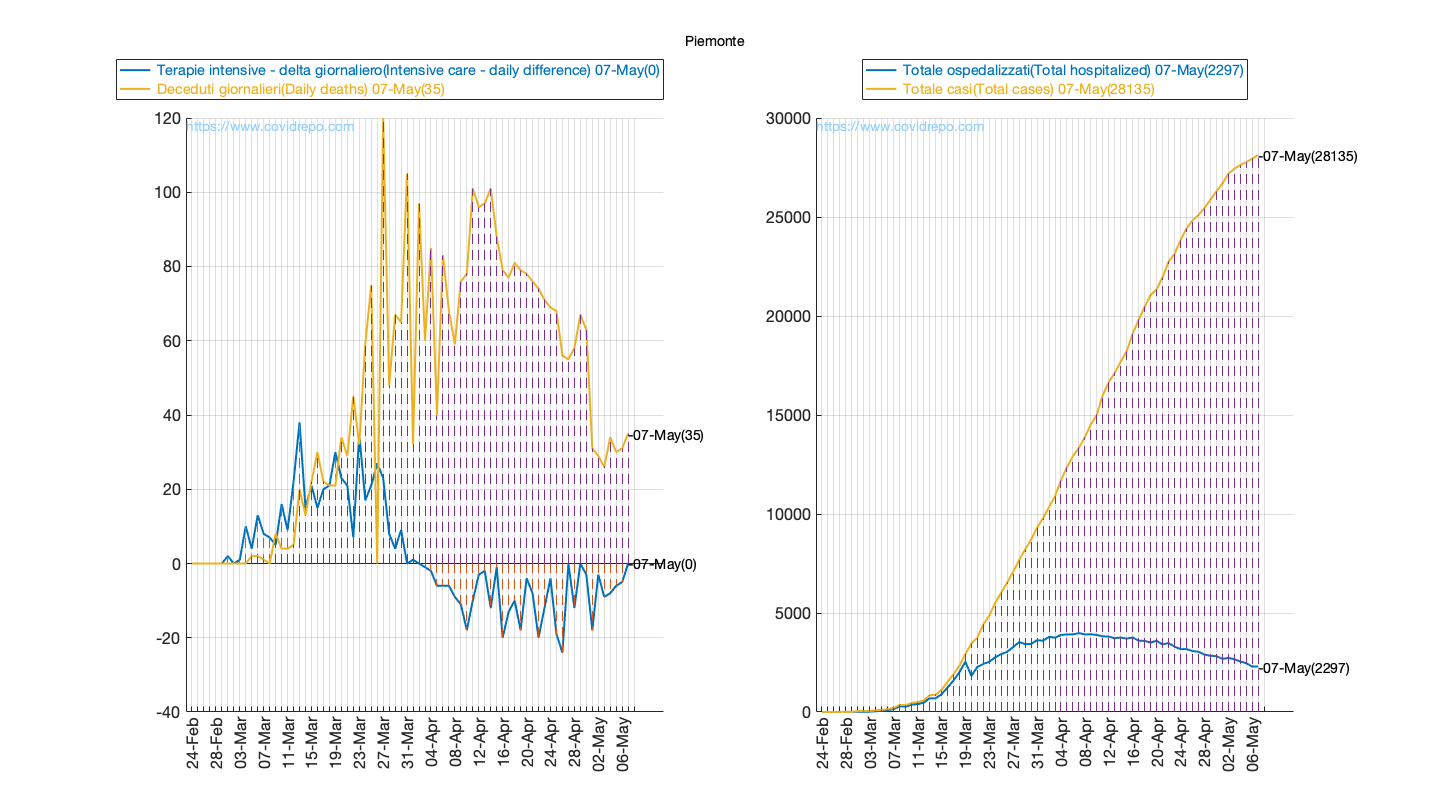 Piemonte
Terapie intensive - delta giornaliero(Intensive care - daily difference) 07-May(0)
Deceduti giornalieri(Daily deaths) 07-May(35)
https://www.covidrepo.com
120
100
80
60
40
20
0
-20
-40
-07-May(35)
-07-May(0)
24-Feb
28-Feb
03-Mar
07-Mar
11-Mar
15-Mar
19-Mar
23-Mar
27-Mar
31-Mar
04-Apr
08-Apr
12-Apr
16-Apr
20-Apr
24-Apr
28-Apr
02-May
06-May
Totale ospedalizzati(Total hospitalized) 07-May(2297)
Totale casi(Total cases) 07-May(28135)
https://www.covidrepo.com
30000
25000
20000
15000
10000
5000
0
-07-May(28135)
-07-May(2297)
24-Feb
28-Feb
03-Mar
07-Mar
11-Mar
15-Mar
19-Mar
23-Mar
27-Mar
31-Mar
04-Apr
08-Apr
12-Apr
16-Apr
20-Apr
24-Apr
28-Apr
02-May
06-May